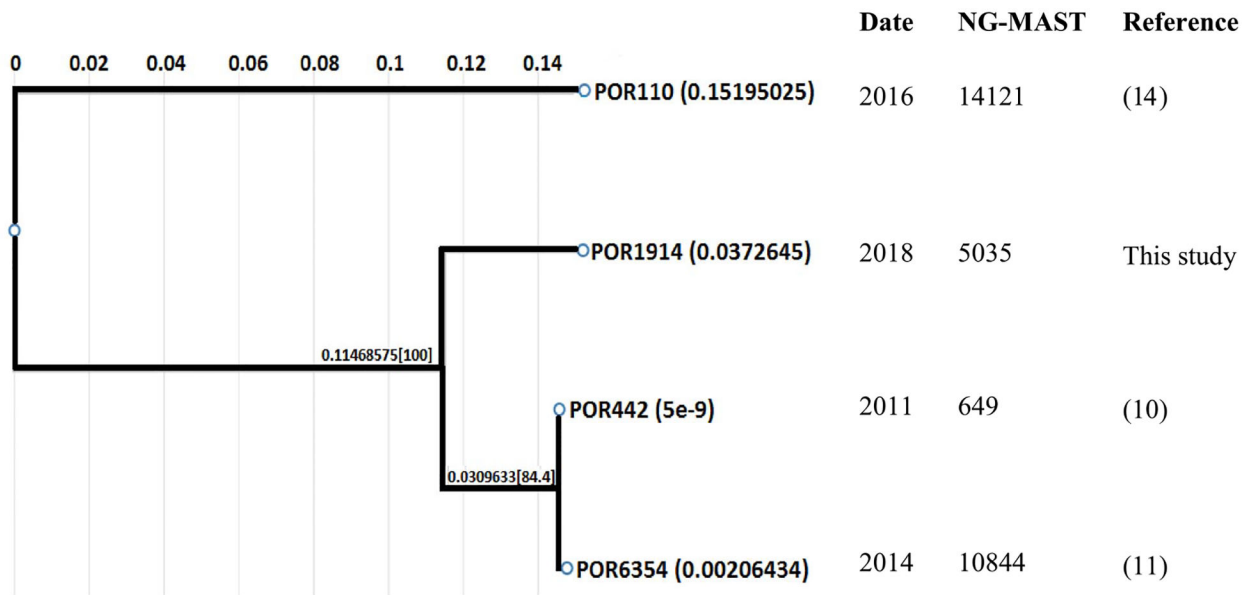 Date NG-MAST Reference
0 0.02 0.04 0.06 0.08 0.1 0.12 0.14
POR110 (0.15195025) 2016 14121 (14)
POR1914 (0.0372645) 2018 5035 This study
0.11468575[100]
POR442 (5e-9) 2011 649 (10)
0.0309633[84.4]
POR6354 (0.00206434) 2014 10844 (11)